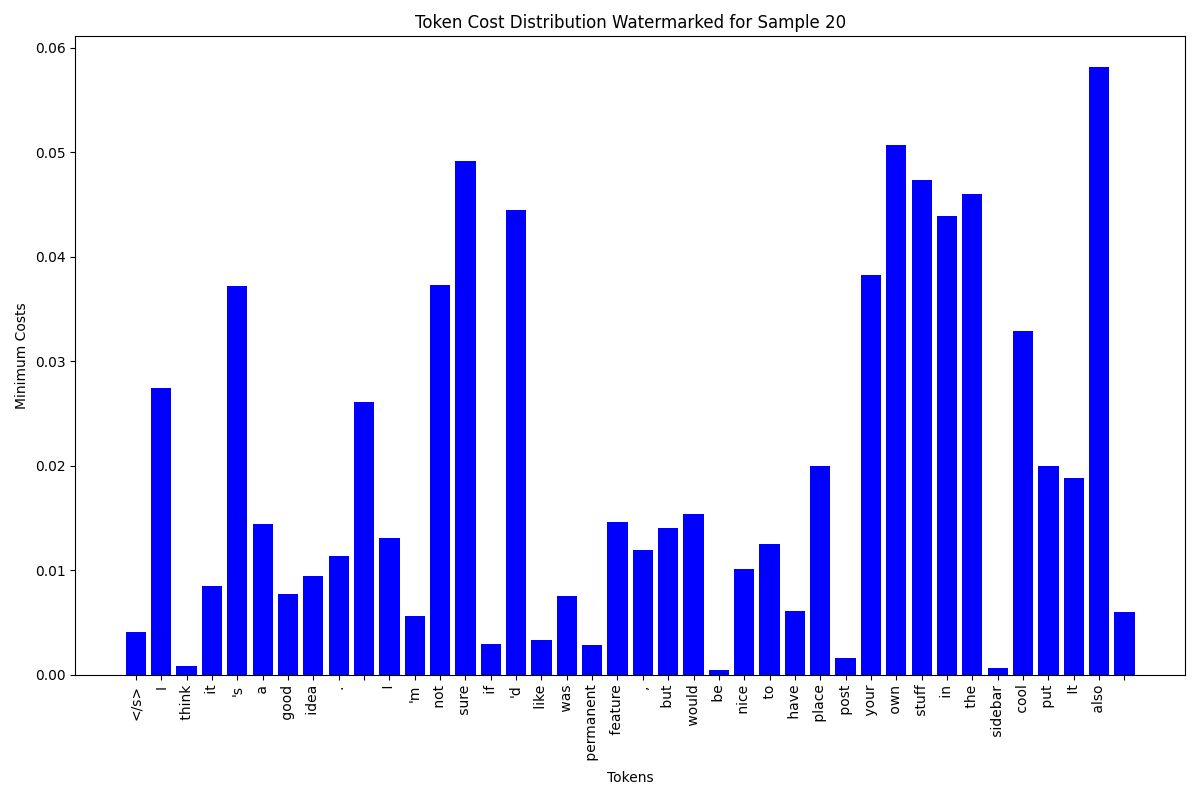 Token Cost Distribution Watermarked for Sample 20
0.06
0.05
0.04
0.03
0.02
0.01
0.00
Minimum Costs
</s>
I
think
it
's
a
good
idea
.
I
'm
not
sure
if
'd
like
was
permanent
feature
,
but
would
be
nice
to
have
place
post
your
own
stuff
in
the
sidebar
cool
put
It
also
Tokens